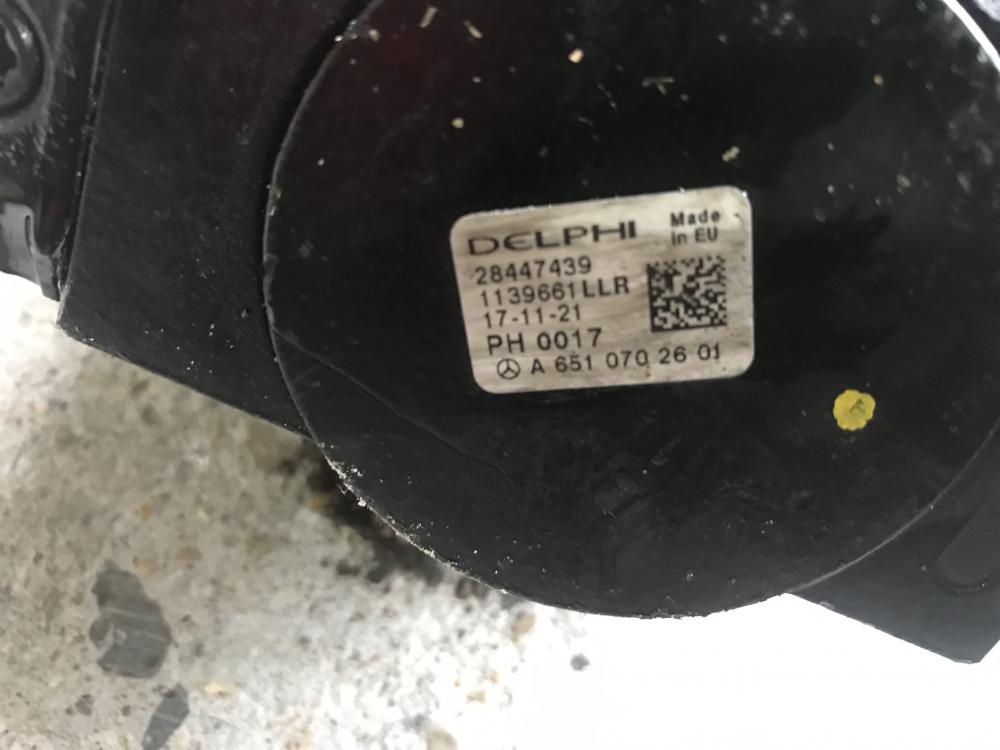 DELPHI
Made
in EU
28447439
1139661LLR
17-11-21
PH 0017
A 651 070 26 01